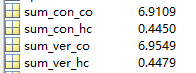 sum_con_co 6.9109
sum_con_hc 0.4450
sum_ver_co 6.9549
sum_ver_hc 0.4479